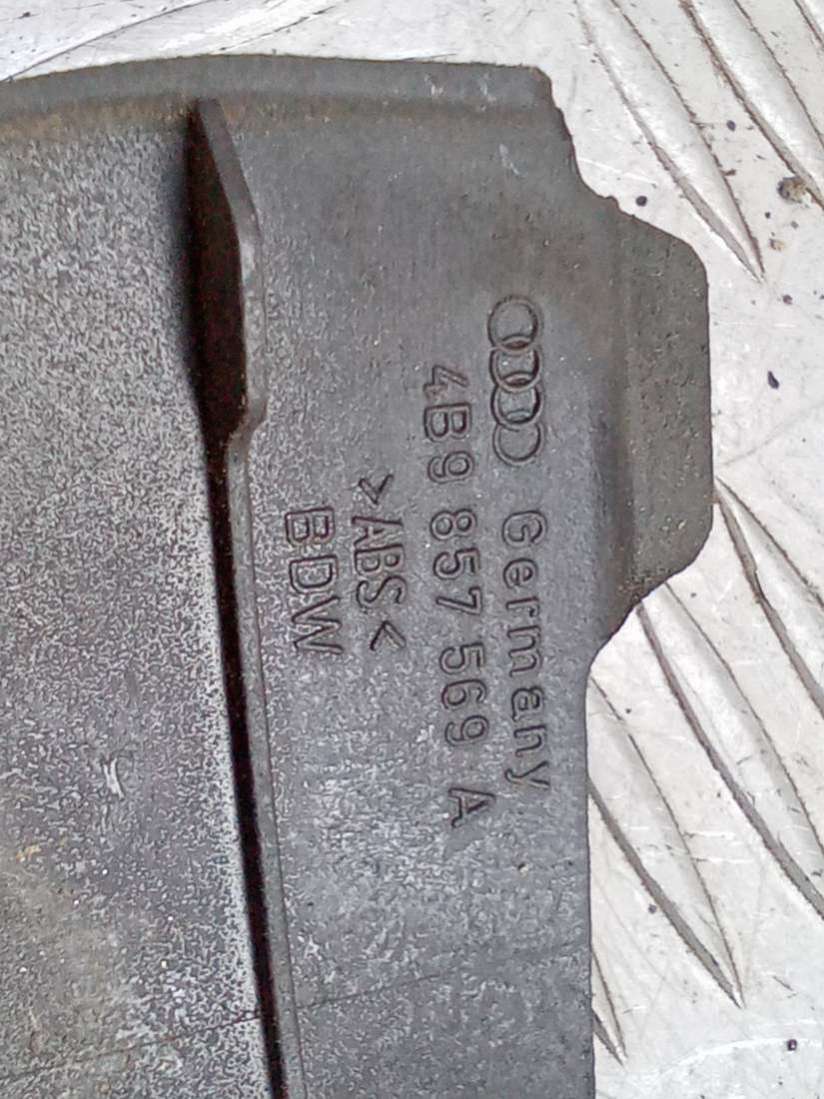 Germany
4B9 857 569 A
>ABS<
BDW